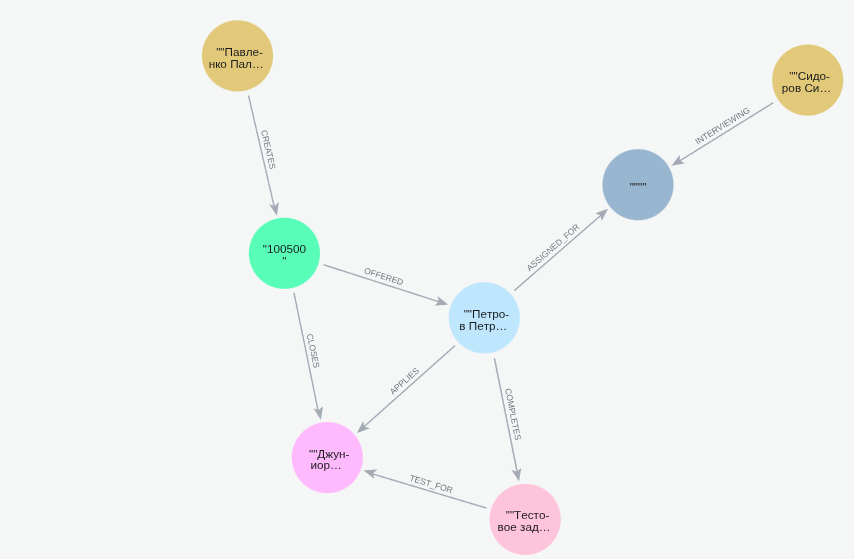 ""Павле-
нко Пал…
""Сидо-
ров Си…
INTERVIEWING
CREATES
""""
ASSIGNED_FOR
"100500
"
OFFERED
""Петро-
в Петр…
CLOSES
APPLIES
COMPLETES
""Джун-
иор…
TEST_FOR
""Тесто-
вое зад…